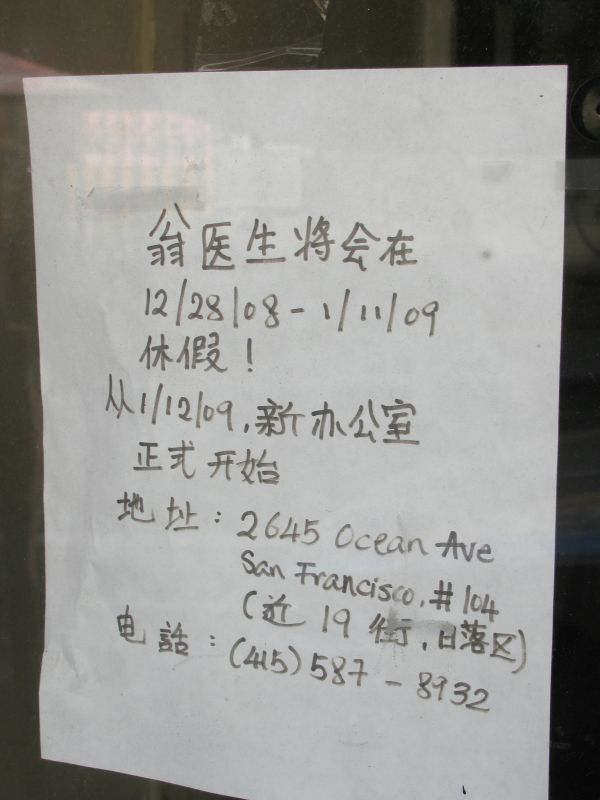 翁医生将会在
12/28/08 - 1/11/09
休假！
从1/12/09,新办公室
正式开始
地址：2645 Ocean Ave
San Francisco, #104
(近 19 街,日落区)
电話：(415) 587 - 8932